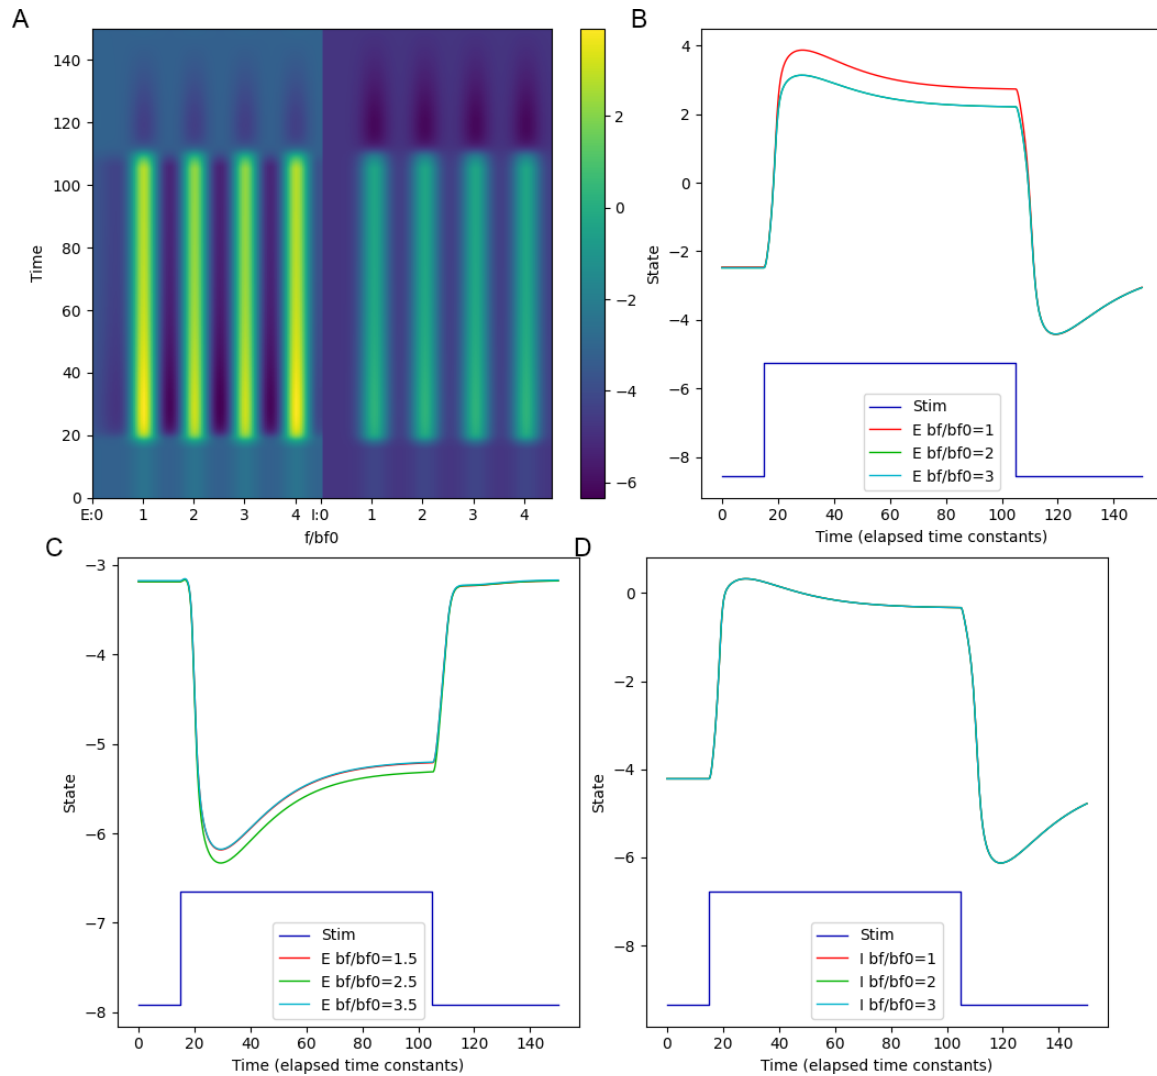 A
140
120
100
80
60
40
20
0
Time
E:0 1 2 3 4 I:0 1 2 3 4
f/bf0
2
0
−2
−4
−6
B
4
2
0
−2
−4
−6
−8
State
Stim
E bf/bf0=1
E bf/bf0=2
E bf/bf0=3
0 20 40 60 80 100 120 140
Time (elapsed time constants)
C
−3
−4
−5
−6
−7
−8
State
Stim
E bf/bf0=1.5
E bf/bf0=2.5
E bf/bf0=3.5
0 20 40 60 80 100 120 140
Time (elapsed time constants)
D
0
−2
−4
−6
−8
State
Stim
I bf/bf0=1
I bf/bf0=2
I bf/bf0=3
0 20 40 60 80 100 120 140
Time (elapsed time constants)